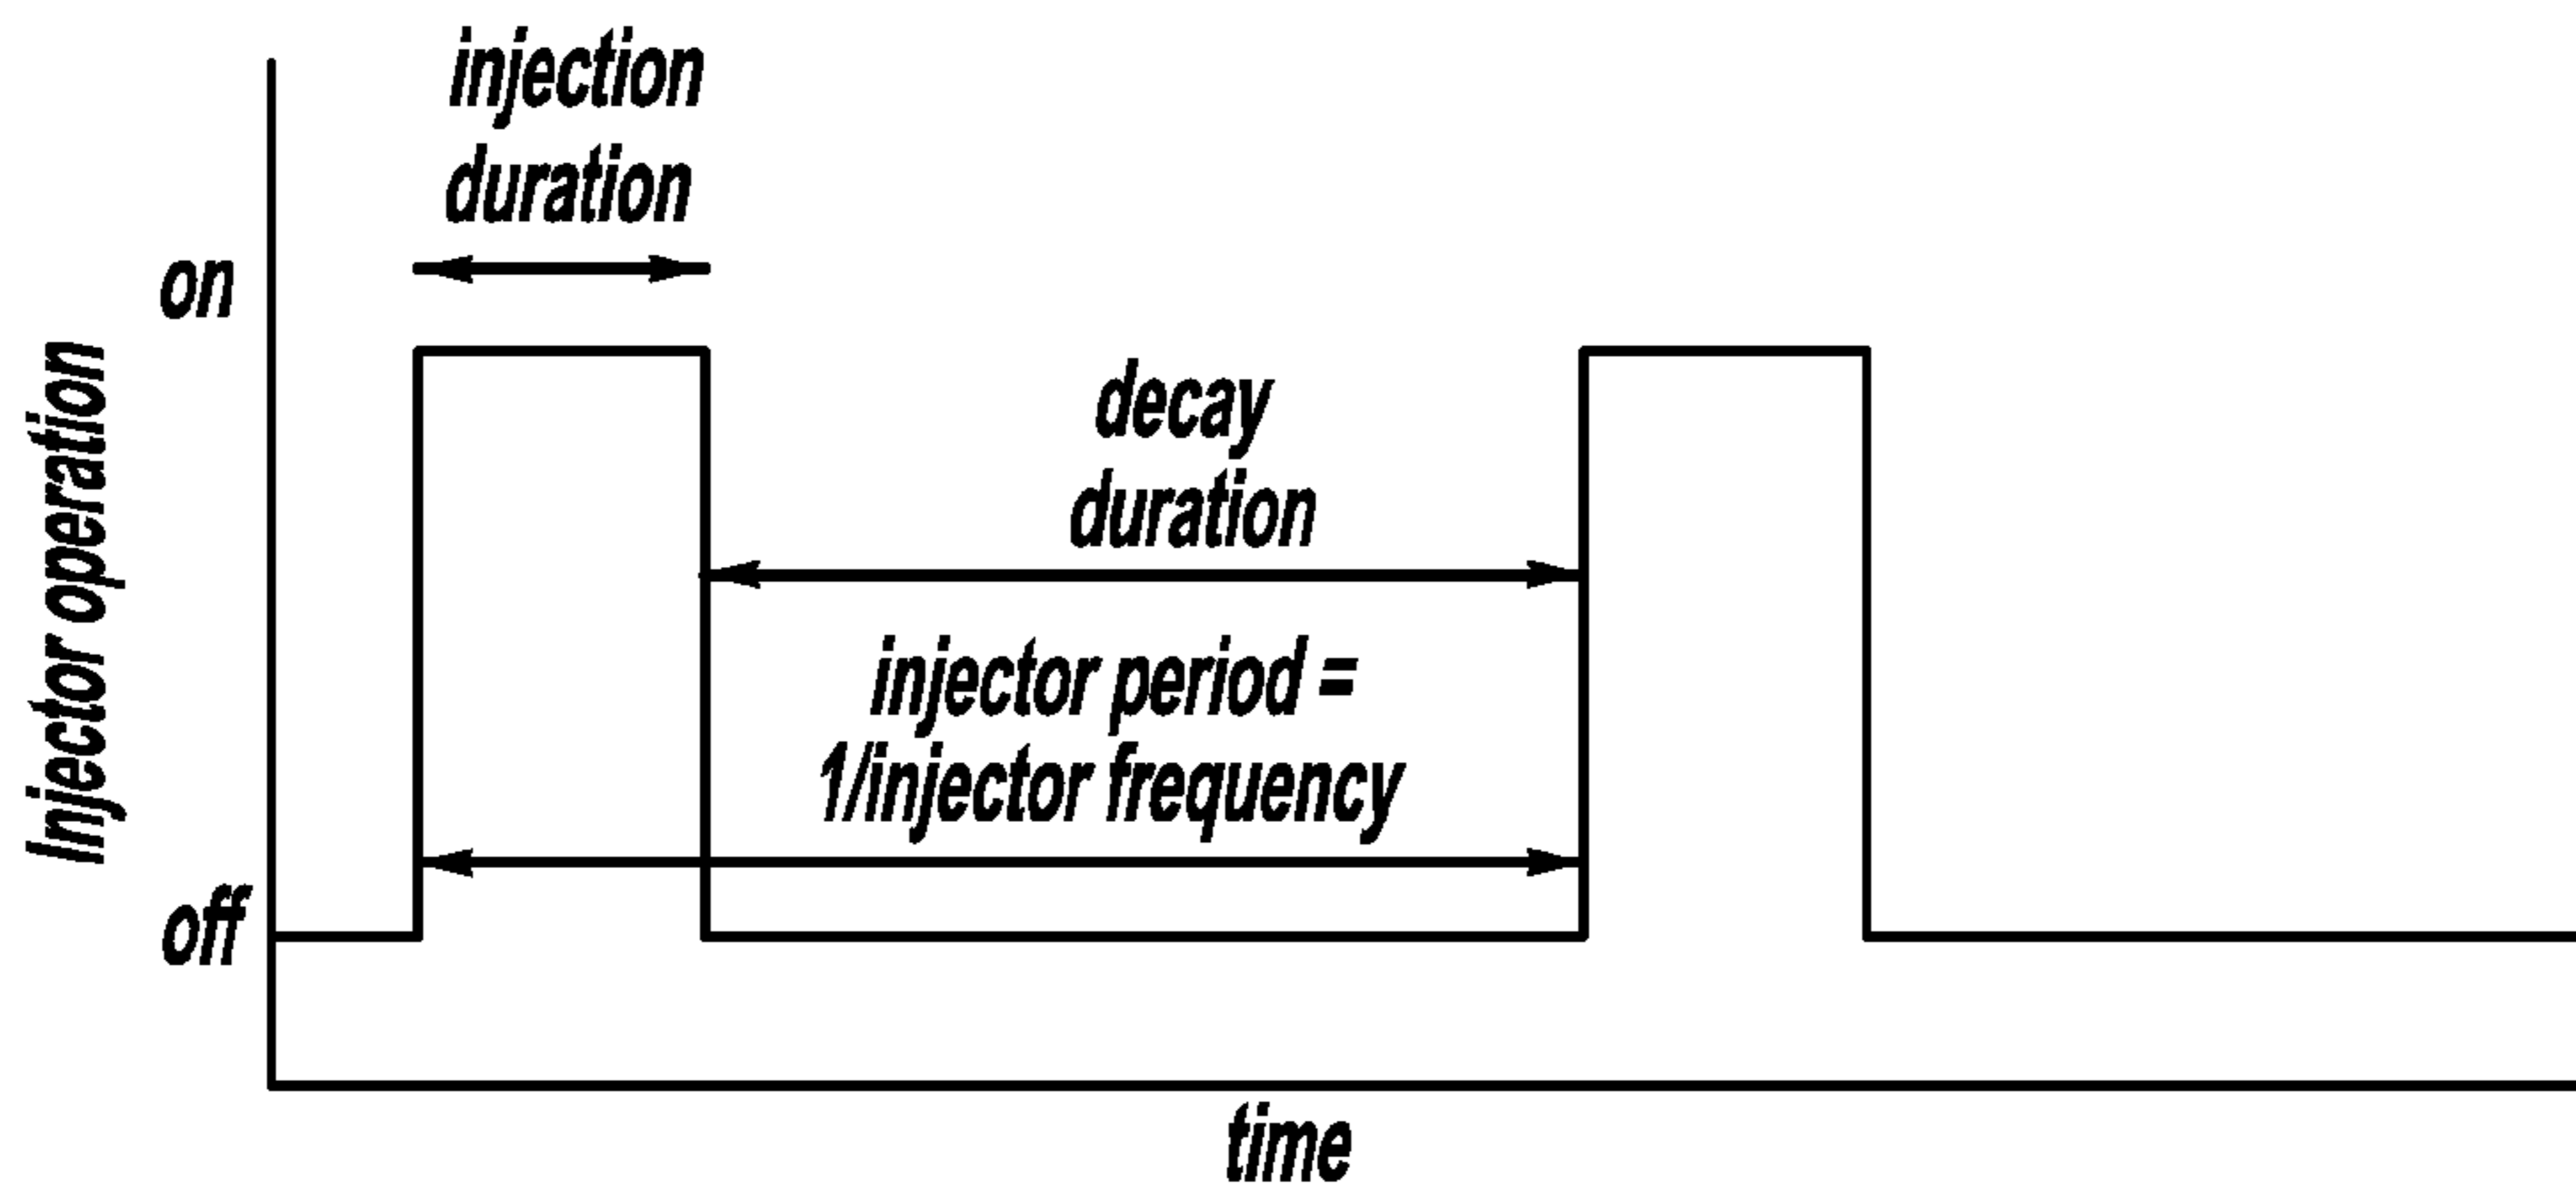 injection
duration
on
decay
duration
injector period =
1/injector frequency
Injector operation
off
time